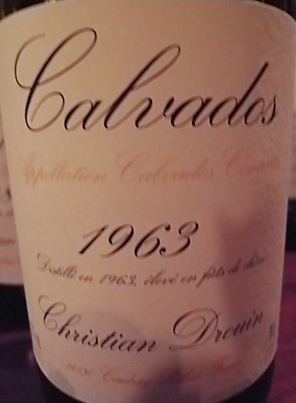 Calvados
Appellation Calvados Contrôlée
1963
Distillé en 1963, élevé en fûts de chêne
Christian Drouin